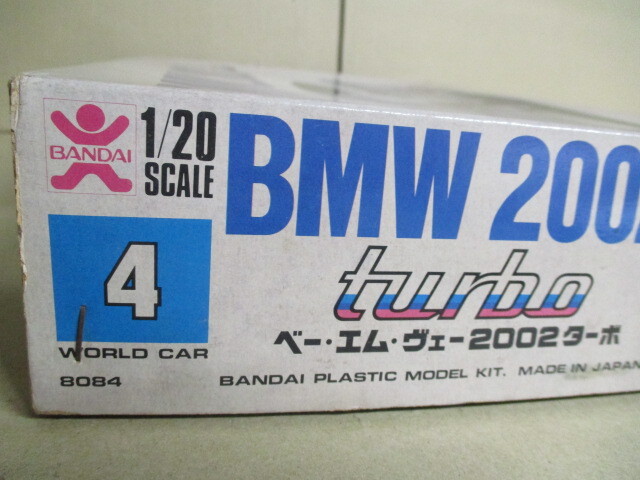 BANDAI
1/20
SCALE
BMW 200
turbo
ベー・エム・ヴェー2002ターボ
4
WORLD CAR
8084
BANDAI PLASTIC MODEL KIT. MADE IN JAPAN